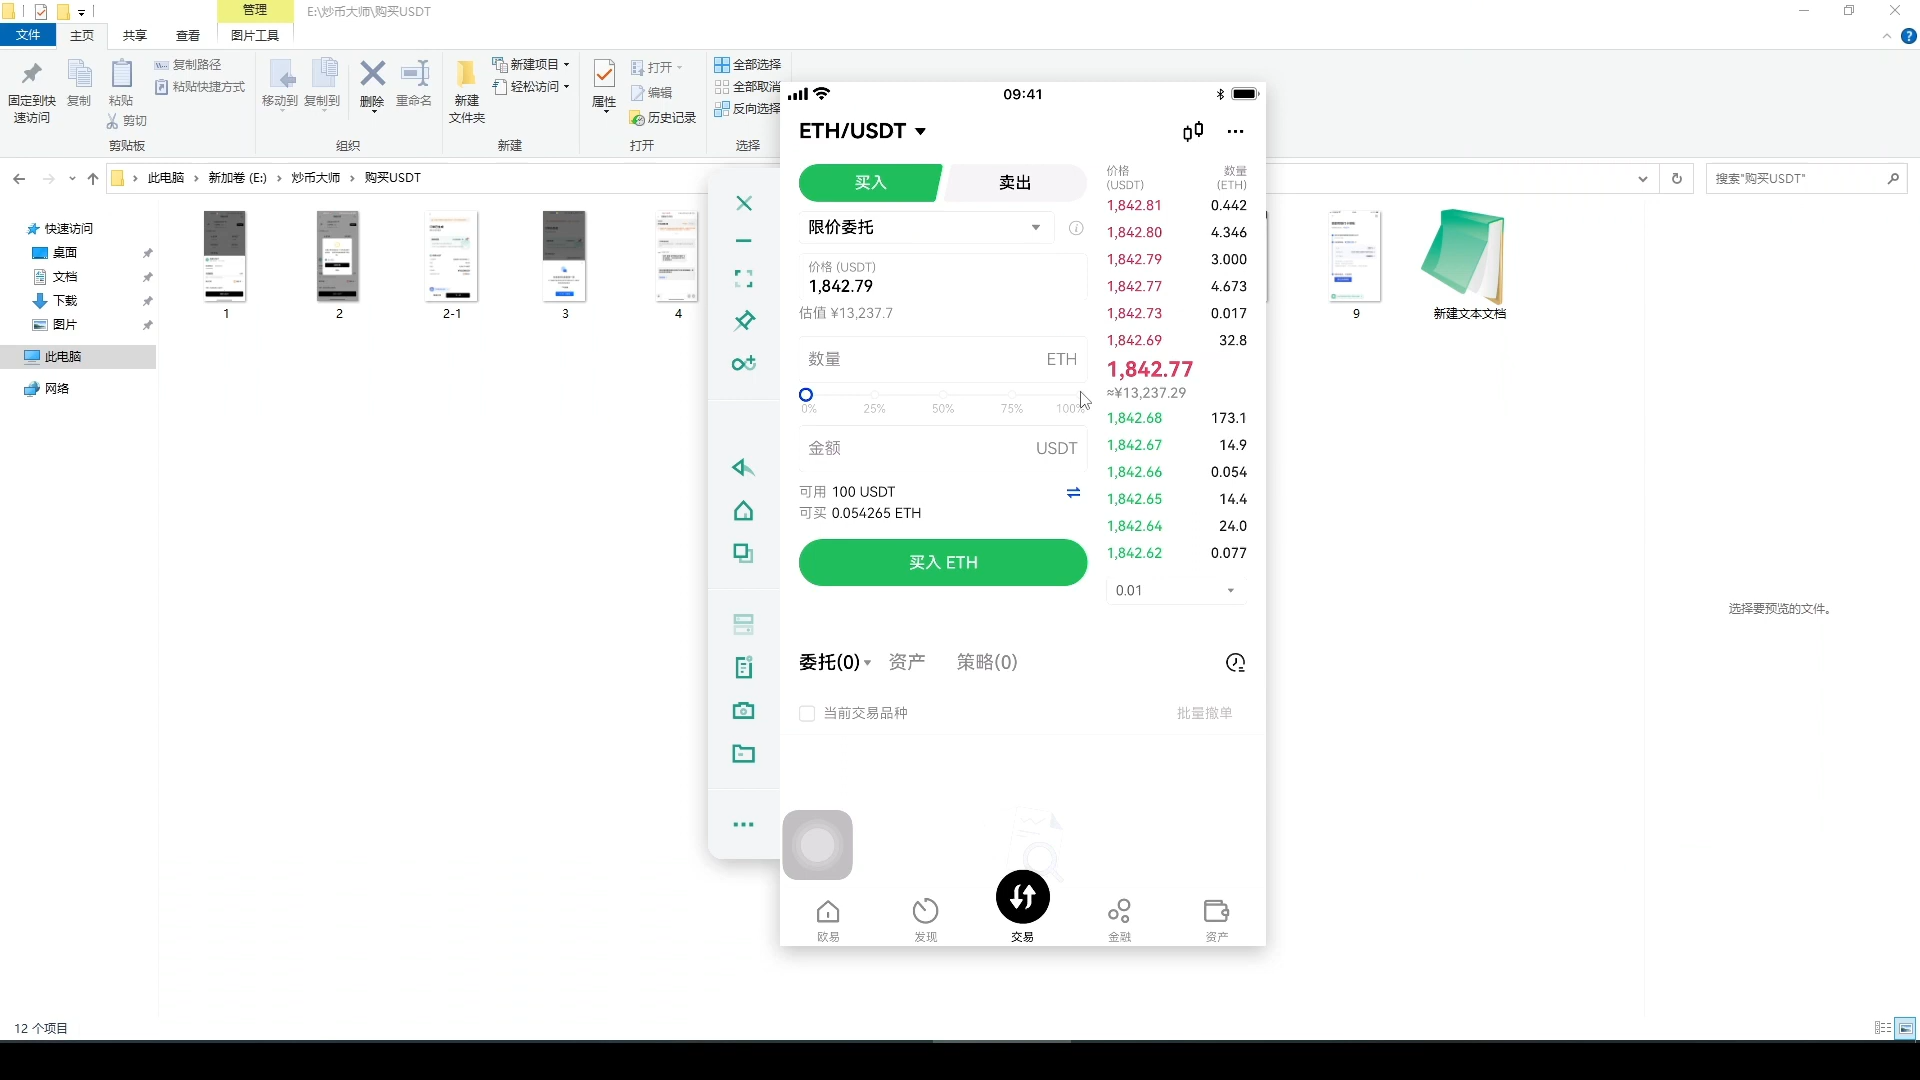 管理
E:\炒币大师\购买USDT
文件
主页
共享
查看
图片工具
固定到快
速访问
复制
粘贴
复制路径
粘贴快捷方式
剪切
剪贴板
移动到
复制到
删除
重命名
组织
新建
文件夹
新建项目
轻松访问
新建
属性
打开
编辑
历史记录
打开
全部选择
全部取消
反向选择
选择
此电脑 › 新加卷 (E:) › 炒币大师 › 购买USDT
搜索"购买USDT"
快速访问
桌面
文档
下载
图片
此电脑
网络
1
2
2-1
3
4
9
新建文本文档
选择要预览的文件。
12 个项目
09:41
ETH/USDT
买入
卖出
限价委托
价格 (USDT)
1,842.79
估值 ¥13,237.7
数量
ETH
0%
25%
50%
75%
100%
金额
USDT
可用 100 USDT
可买 0.054265 ETH
买入 ETH
价格
(USDT)
数量
(ETH)
1,842.81 0.442
1,842.80 4.346
1,842.79 3.000
1,842.77 4.673
1,842.73 0.017
1,842.69 32.8
1,842.77
≈¥13,237.29
1,842.68 173.1
1,842.67 14.9
1,842.66 0.054
1,842.65 14.4
1,842.64 24.0
1,842.62 0.077
0.01
委托(0)
资产
策略(0)
当前交易品种
批量撤单
欧易
发现
交易
金融
资产